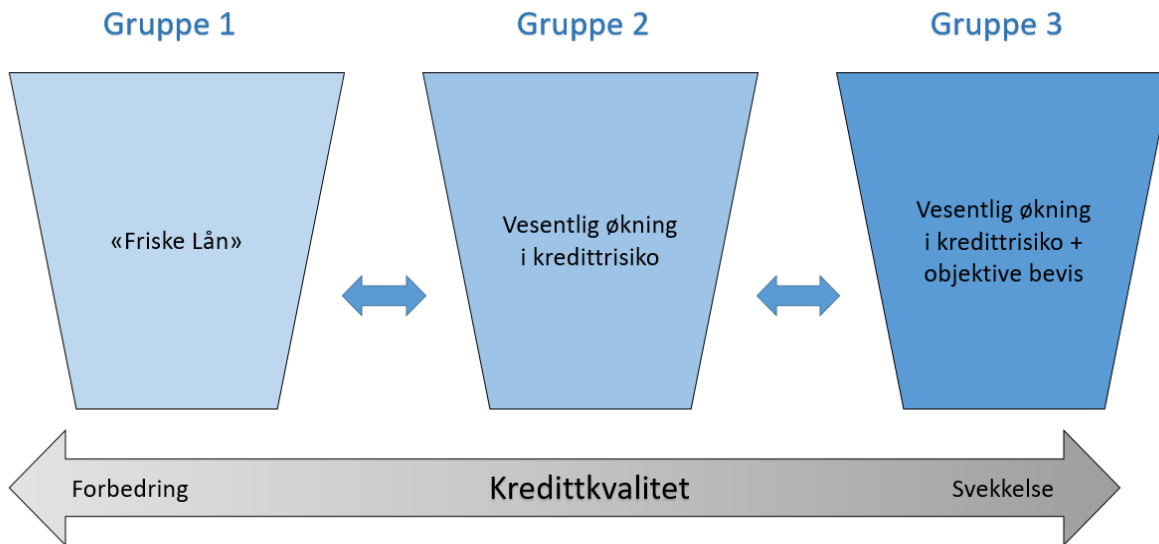 Gruppe 1
Gruppe 2
Gruppe 3
«Friske Lån»
Vesentlig økning
i kredittrisiko
Vesentlig økning
i kredittrisiko +
objektive bevis
Forbedring
Kredittkvalitet
Svekkelse